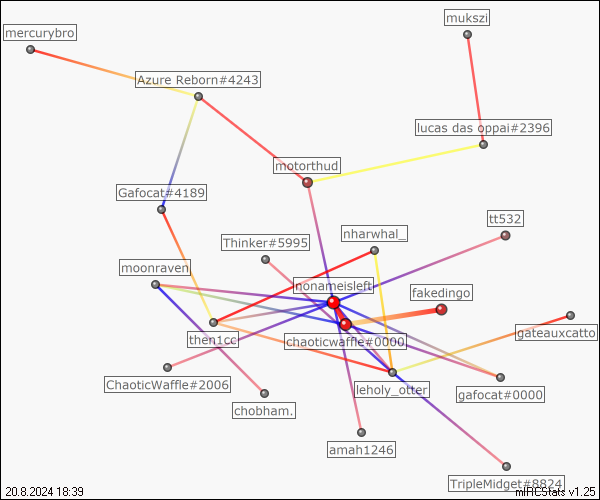 mukszi
mercurybro
Azure Reborn#4243
lucas das oppai#2396
motorthud
Gafocat#4189
tt532
nharwhal_
Thinker#5995
moonraven
nonameisleft
fakedingo
gateauxcatto
then1cc
chaoticwaffle#0000
ChaoticWaffle#2006
leholy_otter
gafocat#0000
chobham.
amah1246
TripleMidget#8824
20.8.2024 18:39
mIRCStats v1.25